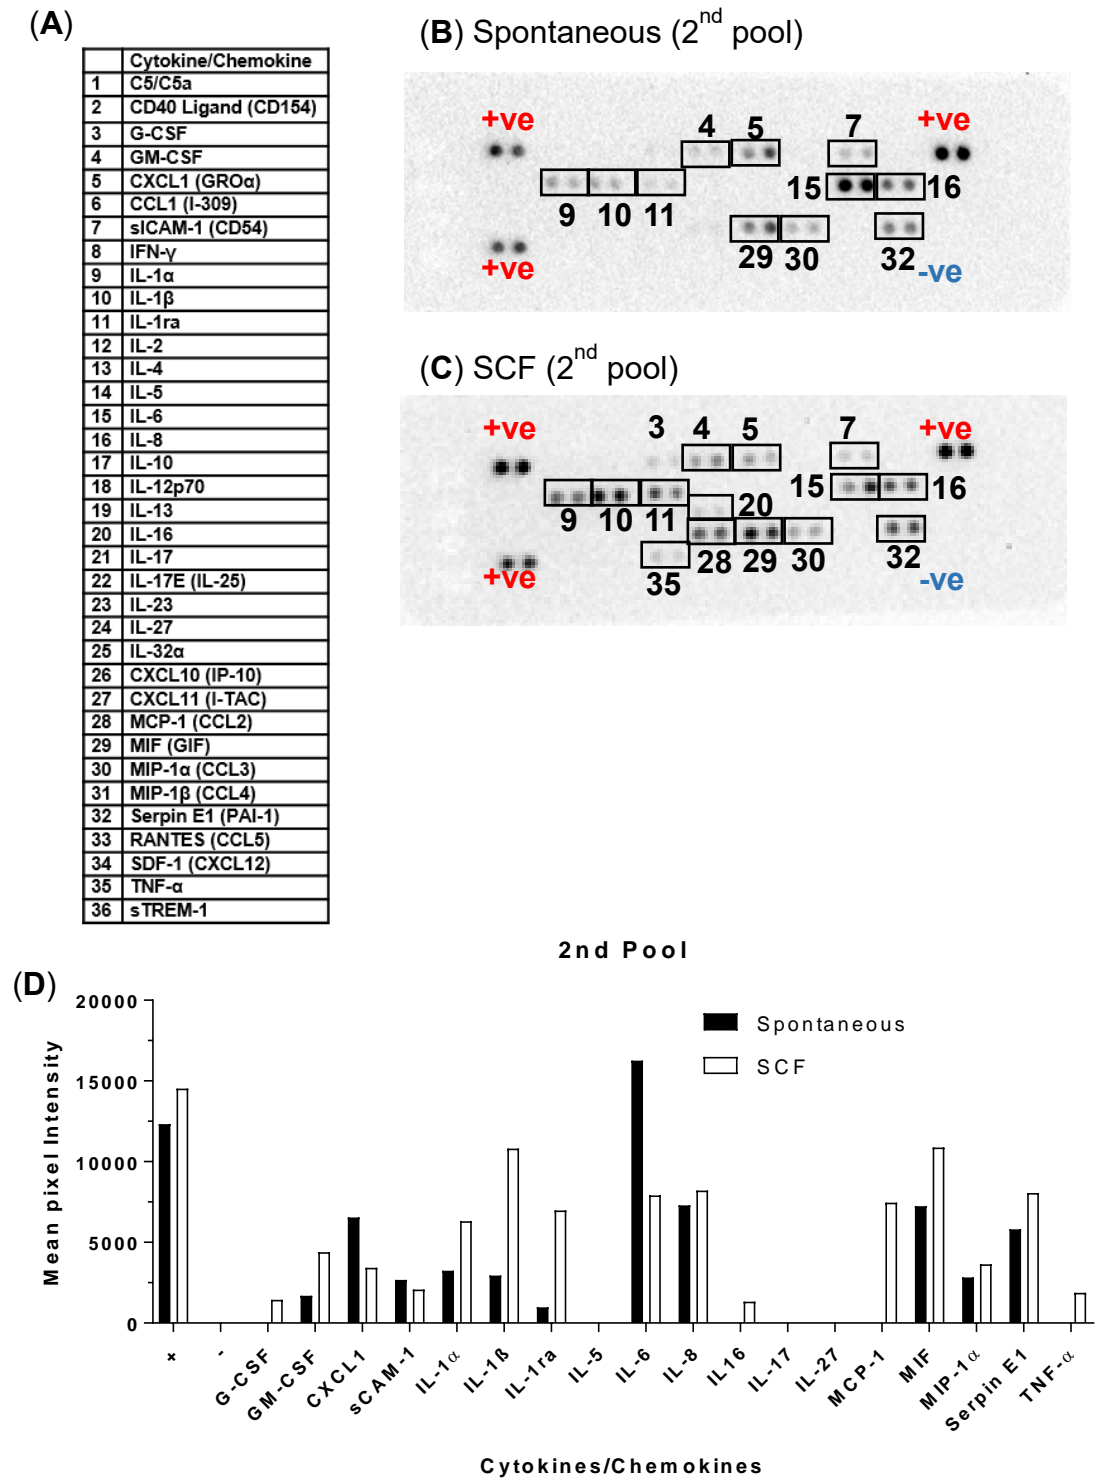 (A)
Cytokine/Chemokine
1 C5/C5a
2 CD40 Ligand (CD154)
3 G-CSF
4 GM-CSF
5 CXCL1 (GROα)
6 CCL1 (I-309)
7 sICAM-1 (CD54)
8 IFN-γ
9 IL-1α
10 IL-1β
11 IL-1ra
12 IL-2
13 IL-4
14 IL-5
15 IL-6
16 IL-8
17 IL-10
18 IL-12p70
19 IL-13
20 IL-16
21 IL-17
22 IL-17E (IL-25)
23 IL-23
24 IL-27
25 IL-32α
26 CXCL10 (IP-10)
27 CXCL11 (I-TAC)
28 MCP-1 (CCL2)
29 MIF (GIF)
30 MIP-1α (CCL3)
31 MIP-1β (CCL4)
32 Serpin E1 (PAI-1)
33 RANTES (CCL5)
34 SDF-1 (CXCL12)
35 TNF-α
36 sTREM-1
(B) Spontaneous (2nd pool)
+ve 4 5 7 +ve
15 16
9 10 11
29 30 32
+ve -ve
(C) SCF (2nd pool)
+ve 3 4 5 7 +ve
15 16
9 10 11 20
28 29 30 32
+ve 35 -ve
2nd Pool
(D)
20000
15000
10000
5000
0
Mean pixel Intensity
Spontaneous
SCF
+ - G-CSF GM-CSF CXCL1 sCAM-1 IL-1α IL-1ß IL-1ra IL-5 IL-6 IL-8 IL16 IL-17 IL-27 MCP-1 MIF MIP-1α Serpin E1 TNF-α
Cytokines/Chemokines